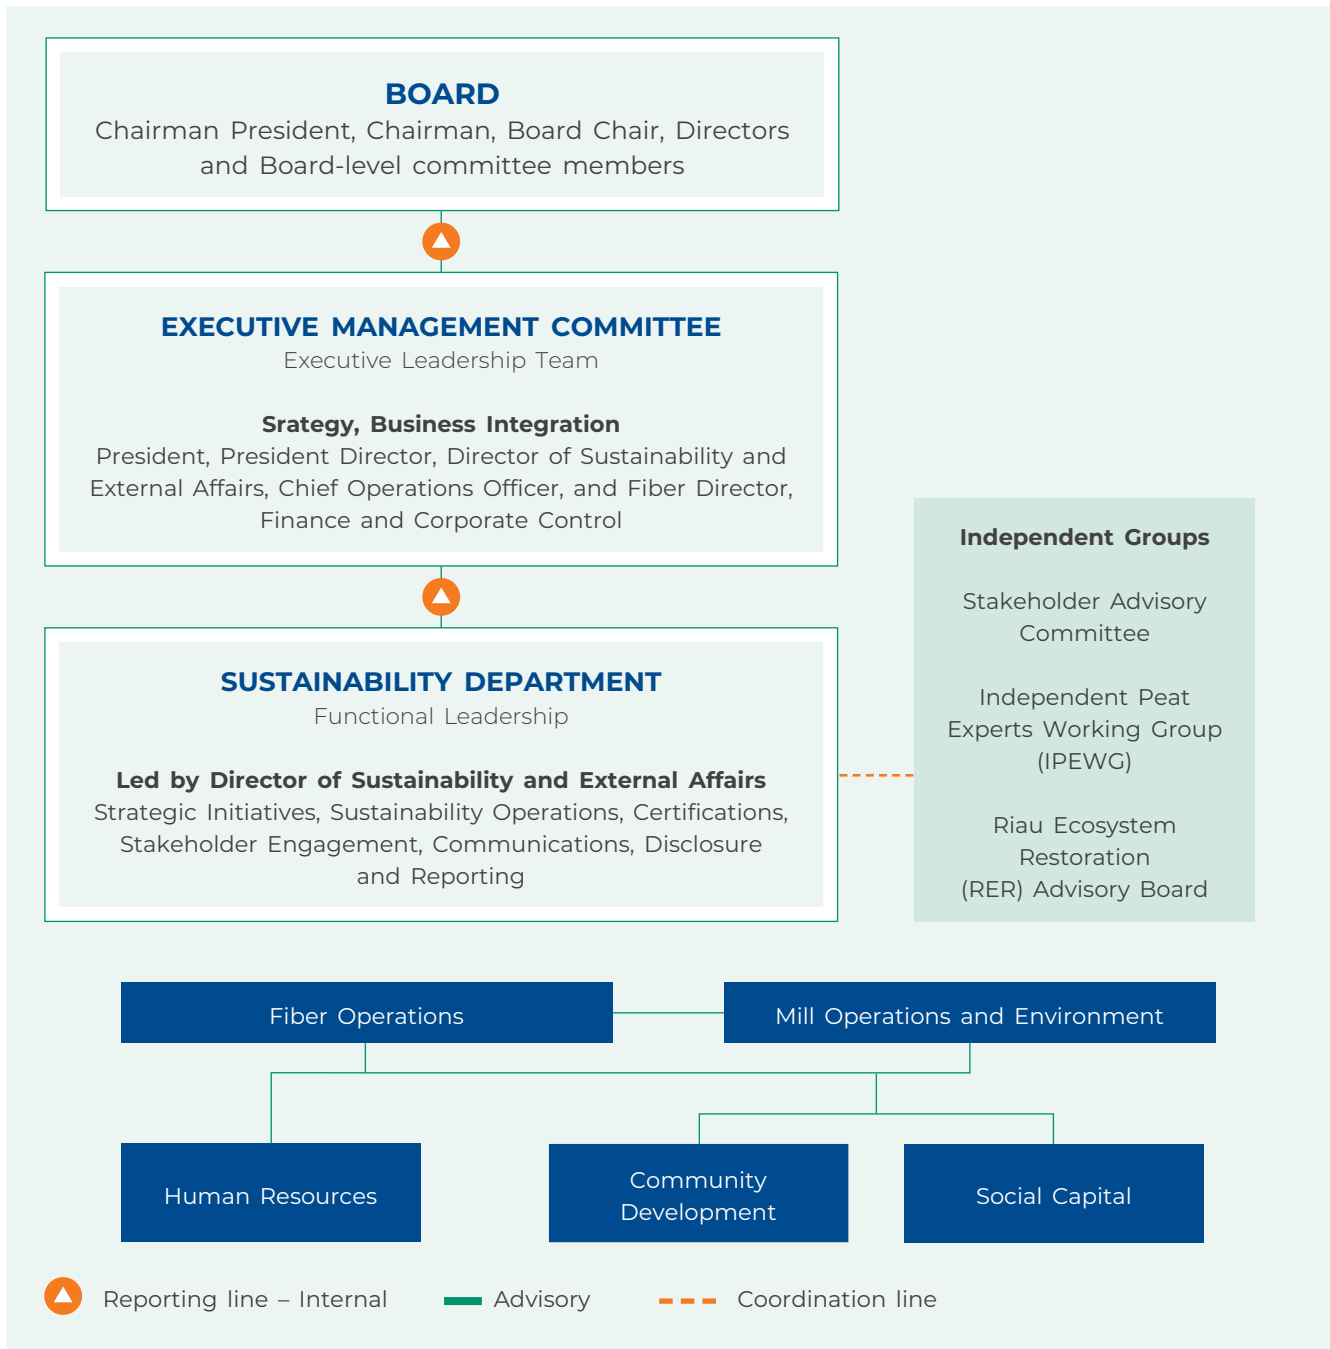 BOARD
Chairman President, Chairman, Board Chair, Directors
and Board-level committee members
EXECUTIVE MANAGEMENT COMMITTEE
Executive Leadership Team
Srategy, Business Integration
President, President Director, Director of Sustainability and
External Affairs, Chief Operations Officer, and Fiber Director,
Finance and Corporate Control
SUSTAINABILITY DEPARTMENT
Functional Leadership
Led by Director of Sustainability and External Affairs
Strategic Initiatives, Sustainability Operations, Certifications,
Stakeholder Engagement, Communications, Disclosure
and Reporting
Independent Groups
Stakeholder Advisory
Committee
Independent Peat
Experts Working Group
(IPEWG)
Riau Ecosystem
Restoration
(RER) Advisory Board
Fiber Operations
Mill Operations and Environment
Human Resources
Community
Development
Social Capital
Reporting line – Internal
Advisory
Coordination line